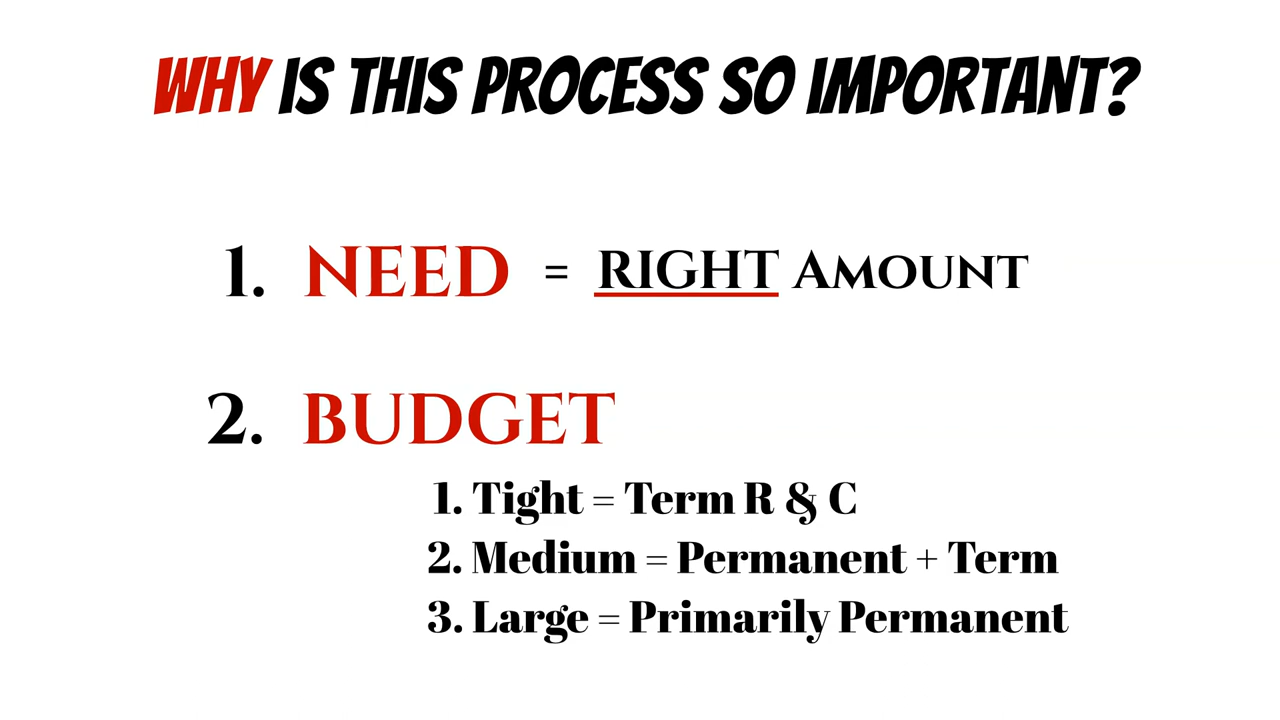 WHY IS THIS PROCESS SO IMPORTANT?
1. NEED = RIGHT AMOUNT
2. BUDGET
1. Tight = Term R & C
2. Medium = Permanent + Term
3. Large = Primarily Permanent